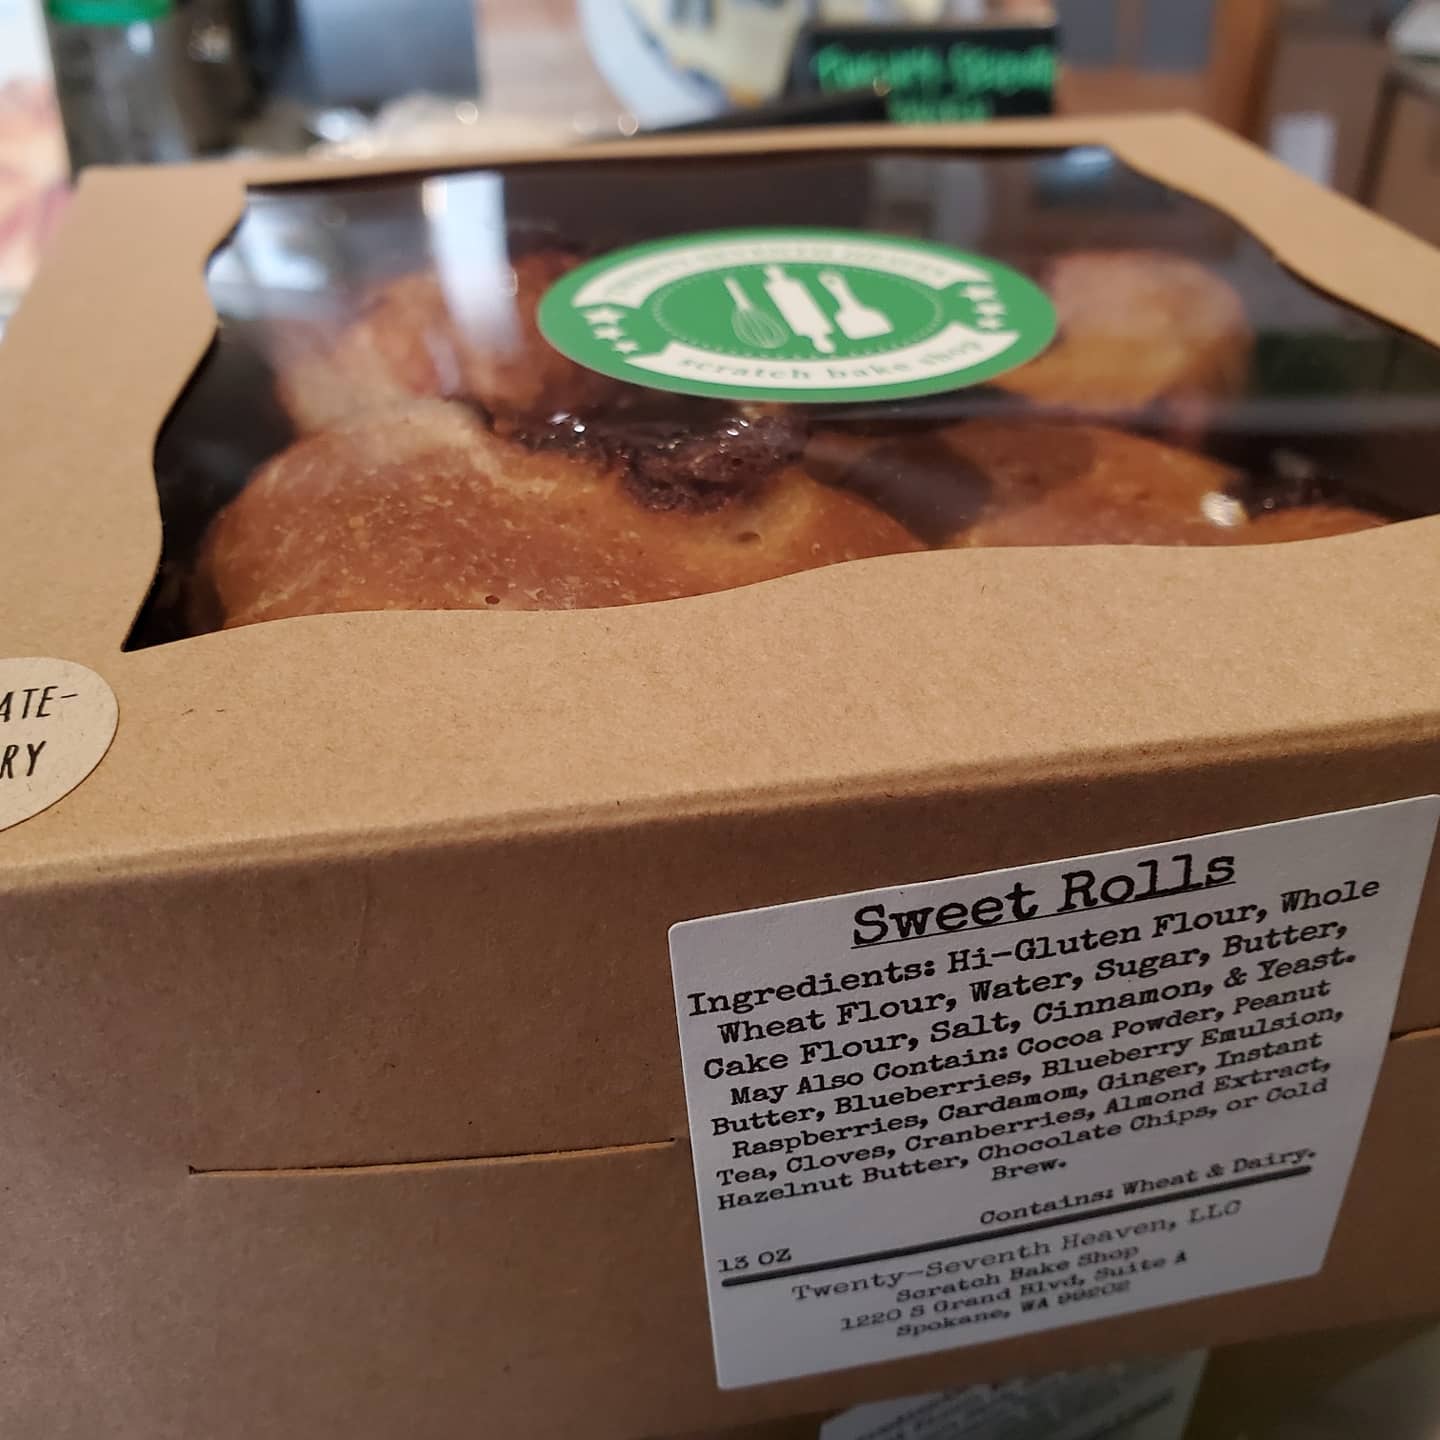 scratch bake shop
ATE-
RY
Sweet Rolls
Ingredients: Hi-Gluten Flour, Whole
Wheat Flour, Water, Sugar, Butter,
Cake Flour, Salt, Cinnamon, & Yeast.
May Also Contain: Cocoa Powder, Peanut
Butter, Blueberries, Blueberry Emulsion,
Raspberries, Cardamom, Ginger, Instant
Tea, Cloves, Cranberries, Almond Extract,
Hazelnut Butter, Chocolate Chips, or Cold
Brew.
Contains: Wheat & Dairy.
13 OZ
Twenty-Seventh Heaven, LLC
Scratch Bake Shop
1220 S Grand Blvd, Suite A
Spokane, WA 99202